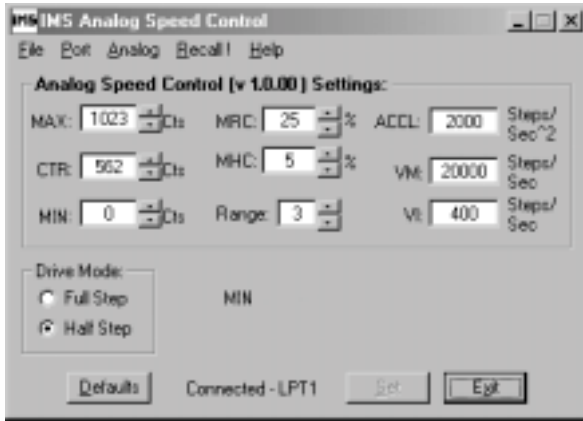 IMS IMS Analog Speed Control
File Port Analog Recall! Help
Analog Speed Control (v 1.0.00 ) Settings:
MAX: 1023 Cts MRC: 25 % ACCL: 2000 Steps/Sec^2
CTR: 562 Cts MHC: 5 % VM: 20000 Steps/Sec
MIN: 0 Cts Range: 3 VI: 400 Steps/Sec
Drive Mode:
Full Step MIN
Half Step
Defaults Connected - LPT1 Set Exit